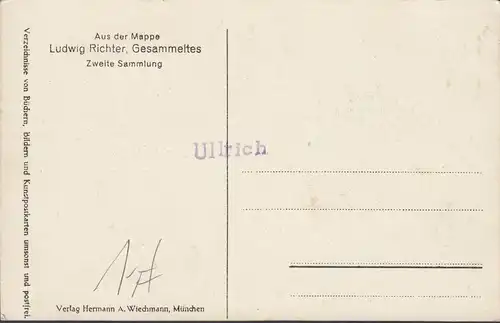 Aus der Mappe
Ludwig Richter, Gesammeltes
Zweite Sammlung
Verzeichnisse von Büchern, Bildern und Kunstpostkarten umsonst und postfrei.
Ullrich
Verlag Hermann A. Wiechmann, München